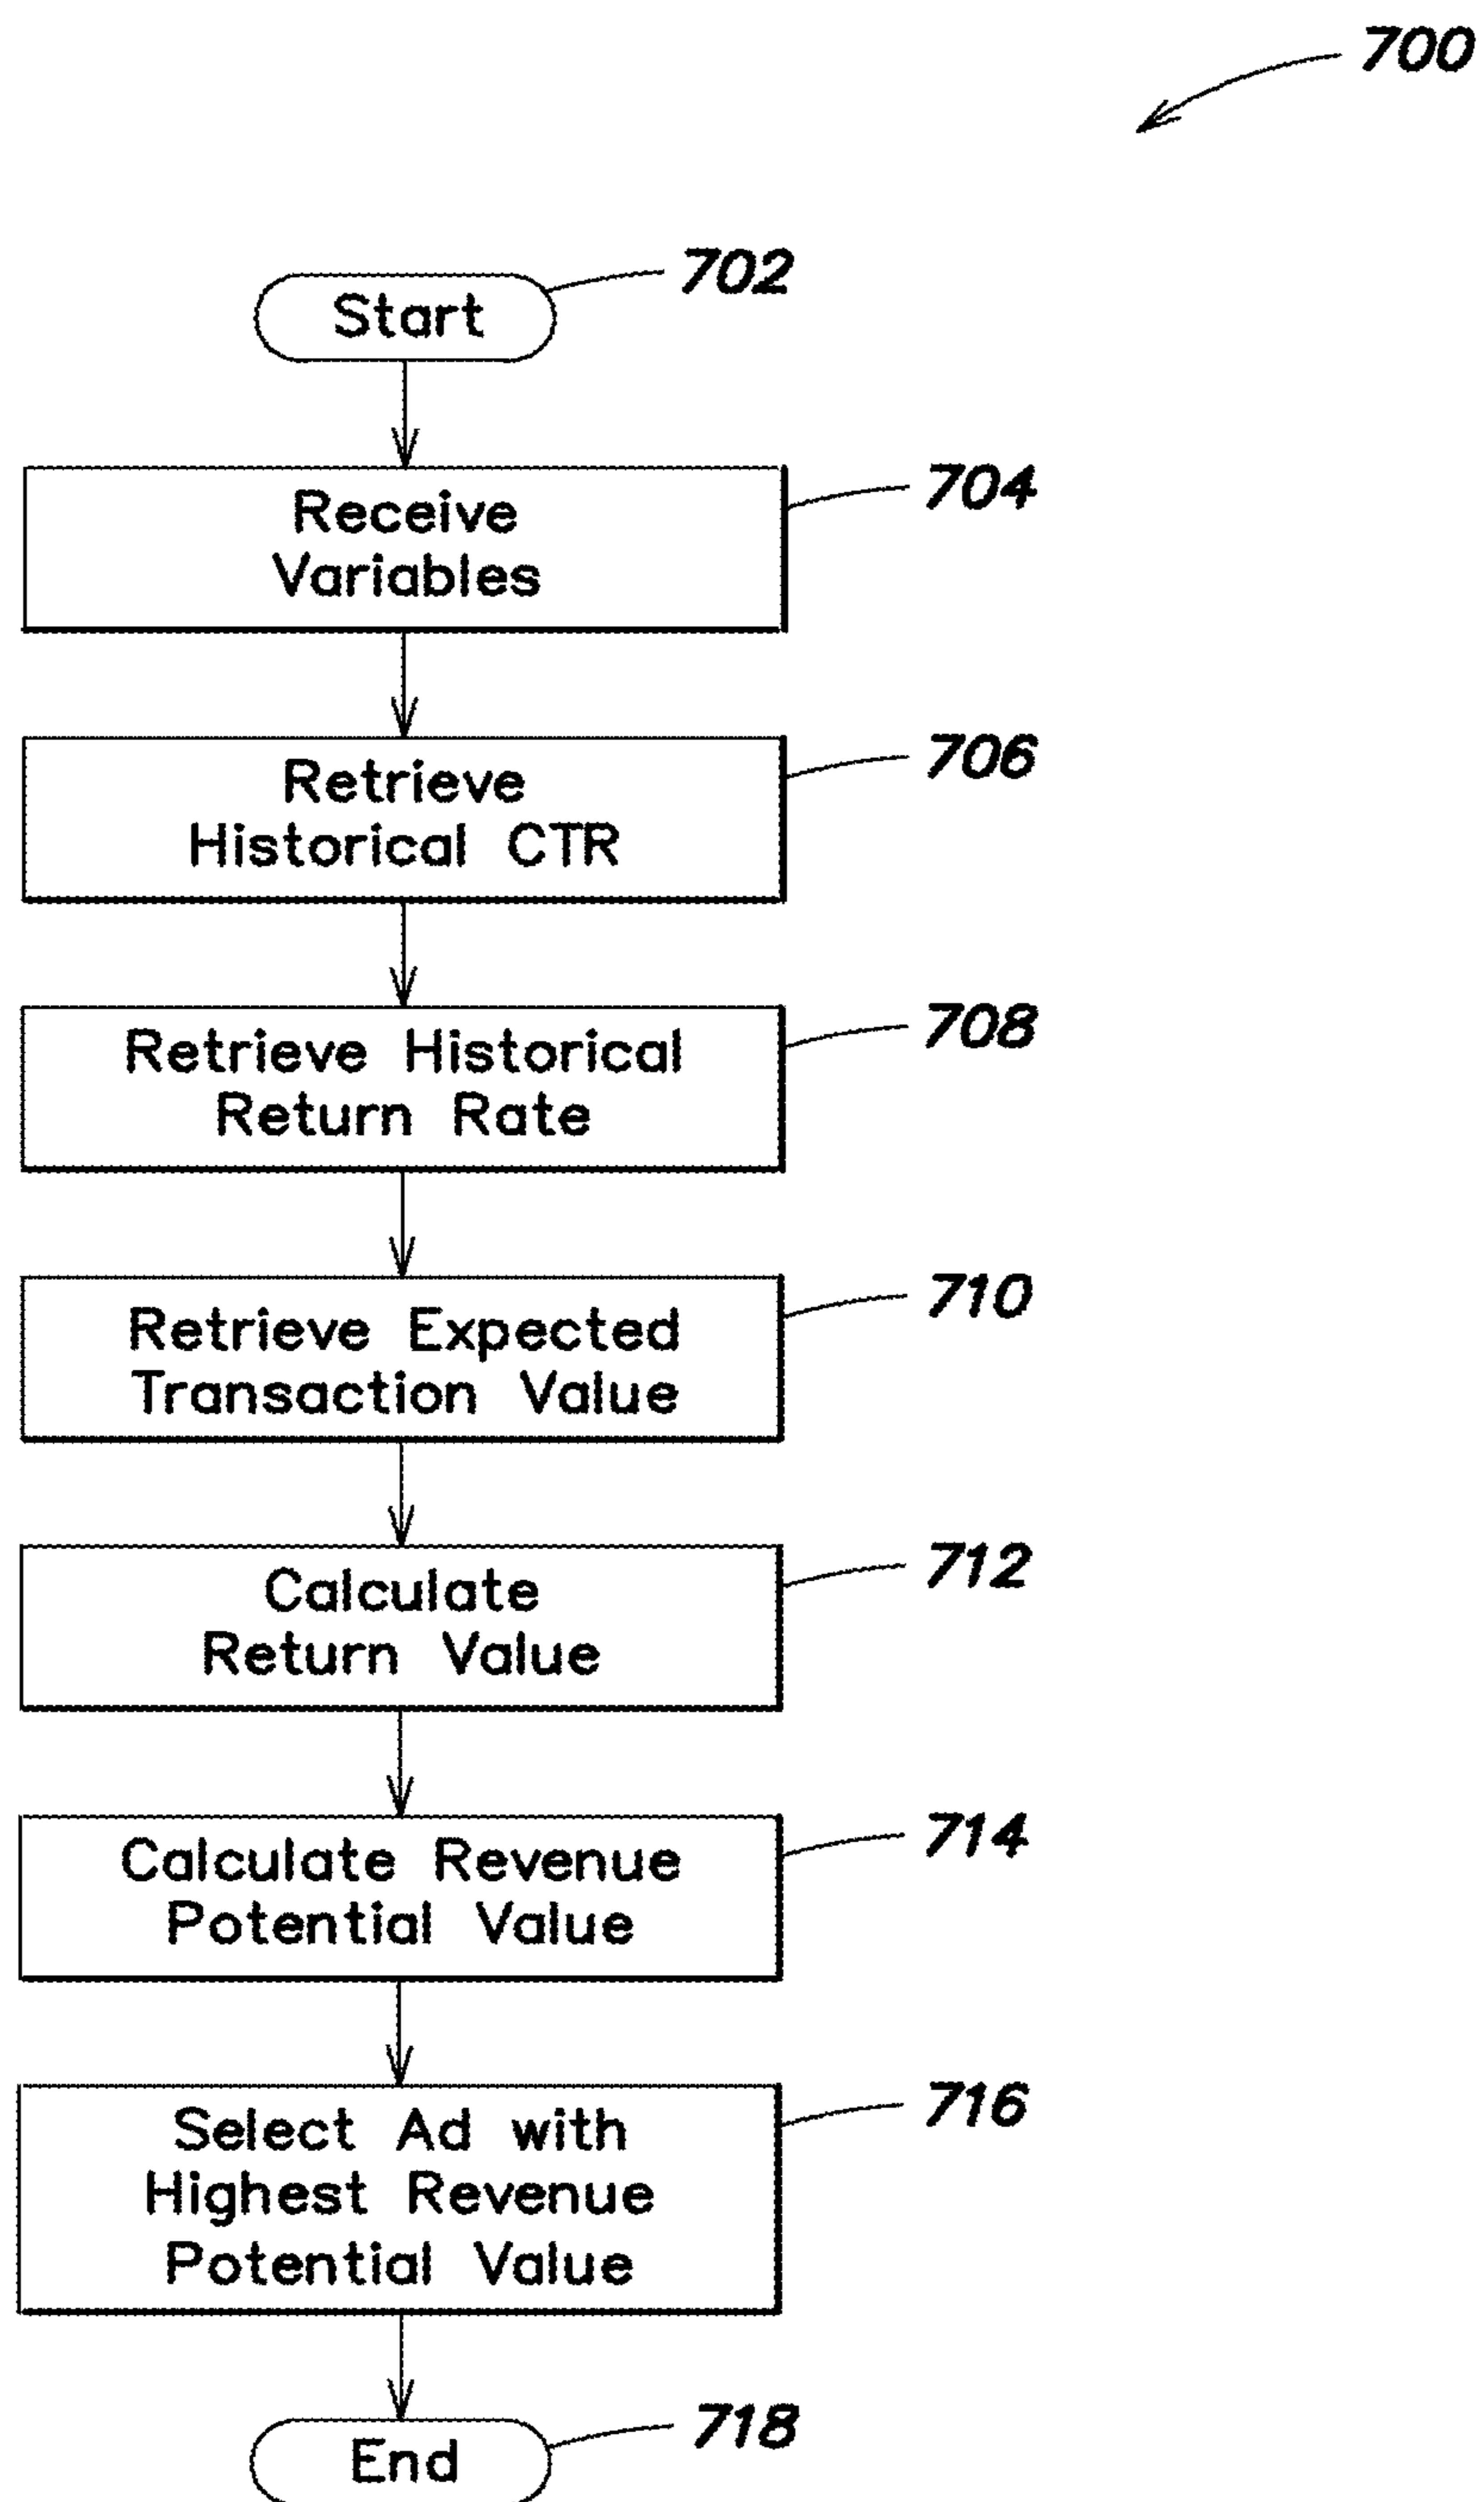 700
Start
702
Receive
Variables
704
Retrieve
Historical CTR
706
Retrieve Historical
Return Rate
708
Retrieve Expected
Transaction Value
710
Calculate
Return Value
712
Calculate Revenue
Potential Value
714
Select Ad with
Highest Revenue
Potential Value
716
End
718